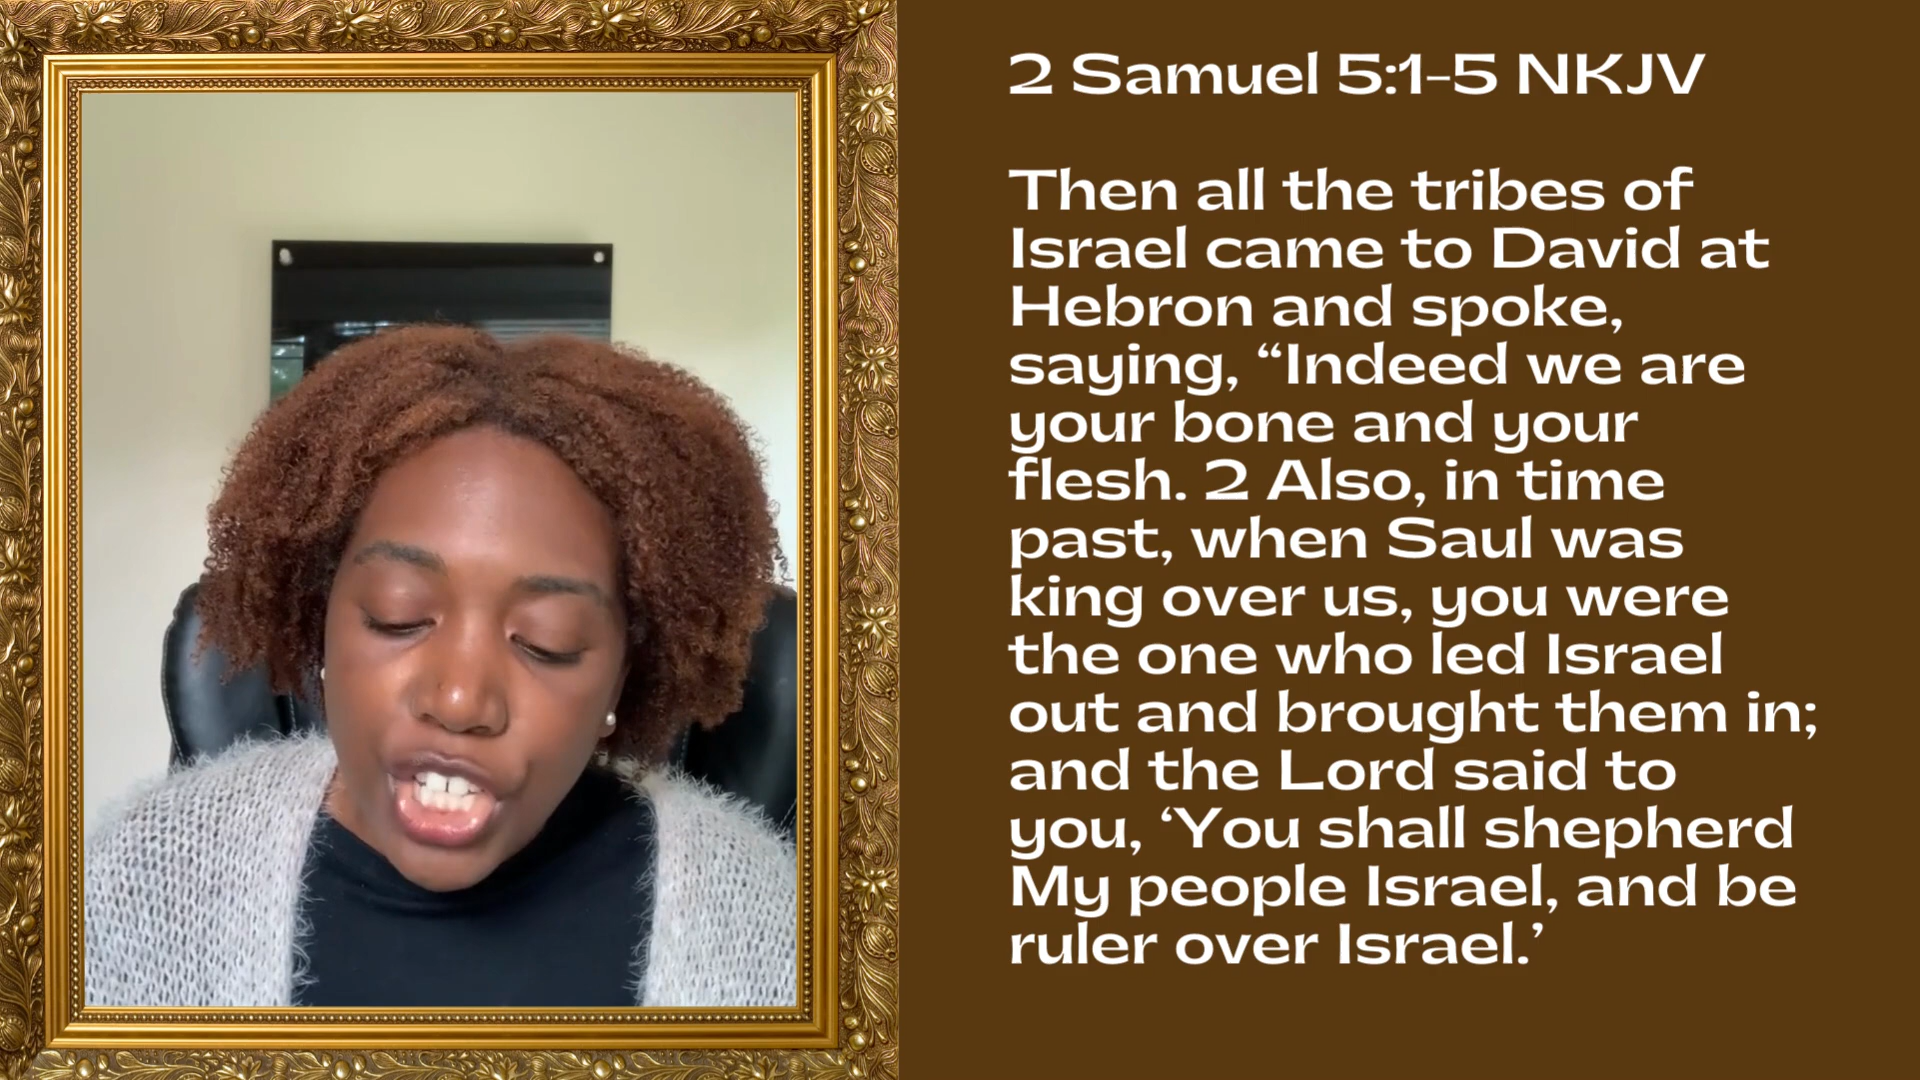 2 Samuel 5:1-5 NKJV
Then all the tribes of
Israel came to David at
Hebron and spoke,
saying, “Indeed we are
your bone and your
flesh. 2 Also, in time
past, when Saul was
king over us, you were
the one who led Israel
out and brought them in;
and the Lord said to
you, ‘You shall shepherd
My people Israel, and be
ruler over Israel.’